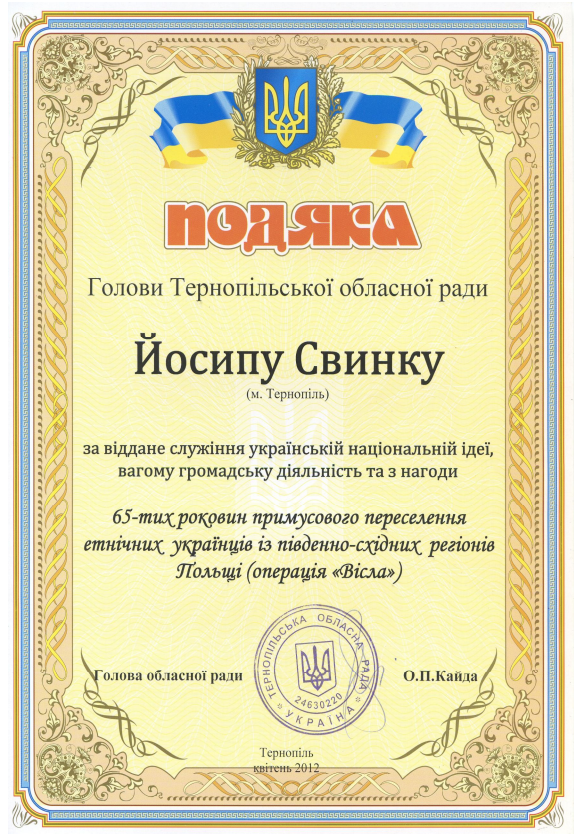 ПОДЯКА
Голови Тернопільської обласної ради
Йосипу Свинку
(м. Тернопіль)
за віддане служіння українській національній ідеї,
вагому громадську діяльність та з нагоди
65-тих роковин примусового переселення
етнічних українців із південно-східних регіонів
Польщі (операція «Вісла»)
ТЕРНОПІЛЬСЬКА ОБЛАСНА РАДА
24630220
УКРАЇНА
Голова обласної ради О.П.Кайда
Тернопіль
квітень 2012